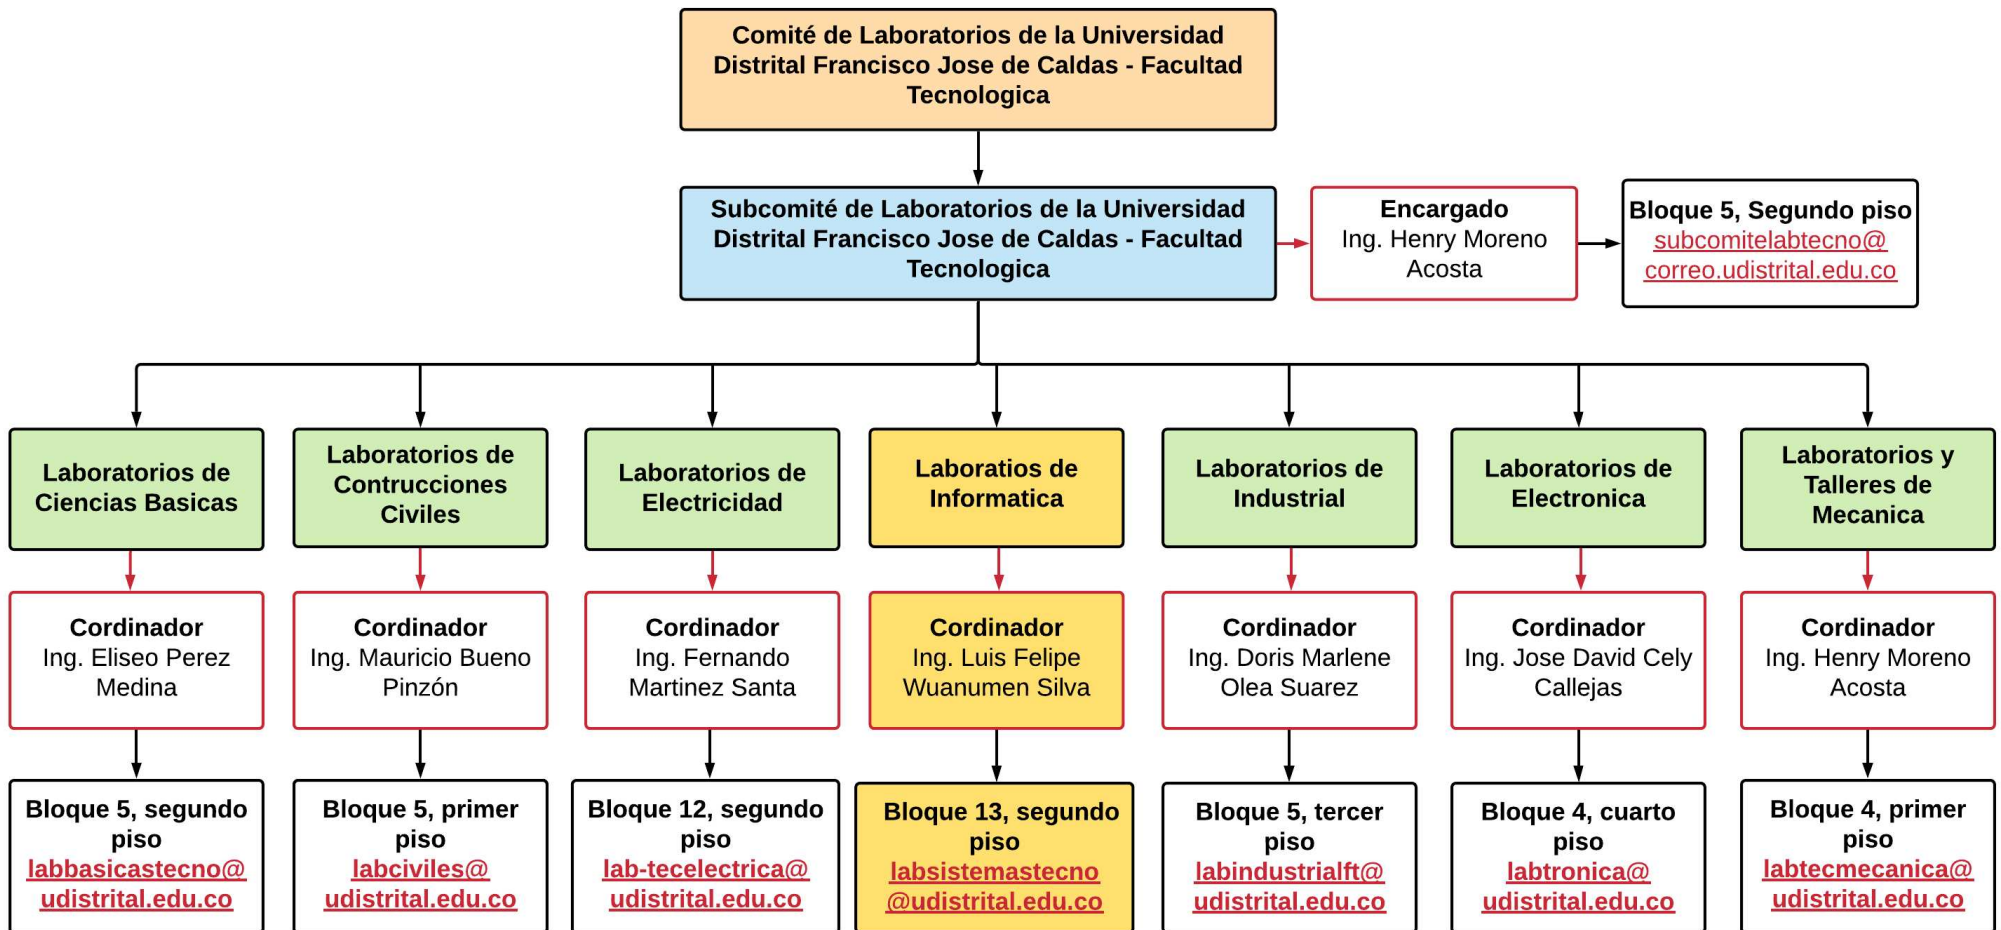 Comité de Laboratorios de la Universidad
Distrital Francisco Jose de Caldas - Facultad
Tecnologica
Subcomité de Laboratorios de la Universidad
Distrital Francisco Jose de Caldas - Facultad
Tecnologica
Encargado
Ing. Henry Moreno
Acosta
Bloque 5, Segundo piso
subcomitelabtecno@
correo.udistrital.edu.co
Laboratorios de
Ciencias Basicas
Laboratorios de
Contrucciones
Civiles
Laboratorios de
Electricidad
Laboratios de
Informatica
Laboratorios de
Industrial
Laboratorios de
Electronica
Laboratorios y
Talleres de
Mecanica
Cordinador
Ing. Eliseo Perez
Medina
Cordinador
Ing. Mauricio Bueno
Pinzón
Cordinador
Ing. Fernando
Martinez Santa
Cordinador
Ing. Luis Felipe
Wuanumen Silva
Cordinador
Ing. Doris Marlene
Olea Suarez
Cordinador
Ing. Jose David Cely
Callejas
Cordinador
Ing. Henry Moreno
Acosta
Bloque 5, segundo
piso
labbasicastecno@
udistrital.edu.co
Bloque 5, primer
piso
labciviles@
udistrital.edu.co
Bloque 12, segundo
piso
lab-tecelectrica@
udistrital.edu.co
Bloque 13, segundo
piso
labsistemastecno
@udistrital.edu.co
Bloque 5, tercer
piso
labindustrialft@
udistrital.edu.co
Bloque 4, cuarto
piso
labtronica@
udistrital.edu.co
Bloque 4, primer
piso
labtecmecanica@
udistrital.edu.co